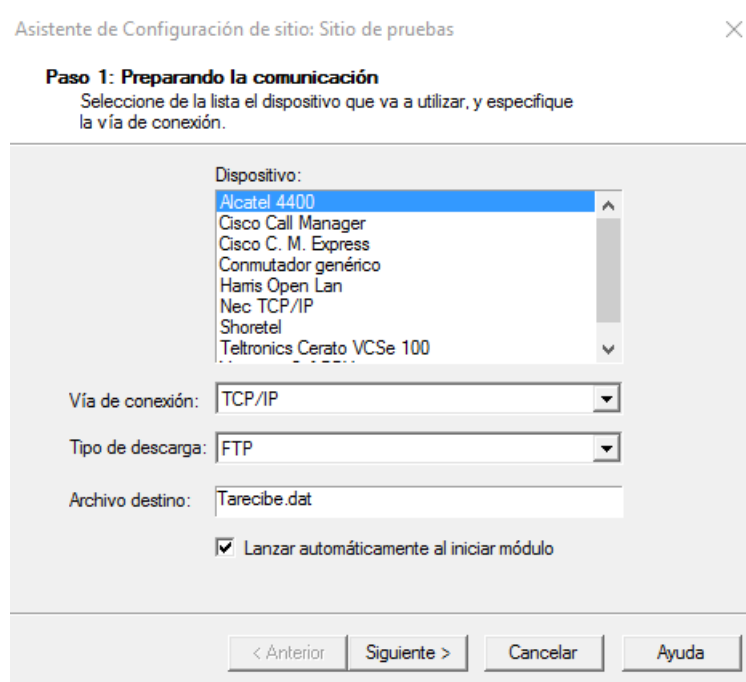 Asistente de Configuración de sitio: Sitio de pruebas
Paso 1: Preparando la comunicación
Seleccione de la lista el dispositivo que va a utilizar, y especifique
la vía de conexión.
Dispositivo:
Alcatel 4400
Cisco Call Manager
Cisco C. M. Express
Conmutador genérico
Harris Open Lan
Nec TCP/IP
Shoretel
Teltronics Cerato VCSe 100
Vía de conexión: TCP/IP
Tipo de descarga: FTP
Archivo destino: Tarecibe.dat
Lanzar automáticamente al iniciar módulo
< Anterior Siguiente > Cancelar Ayuda